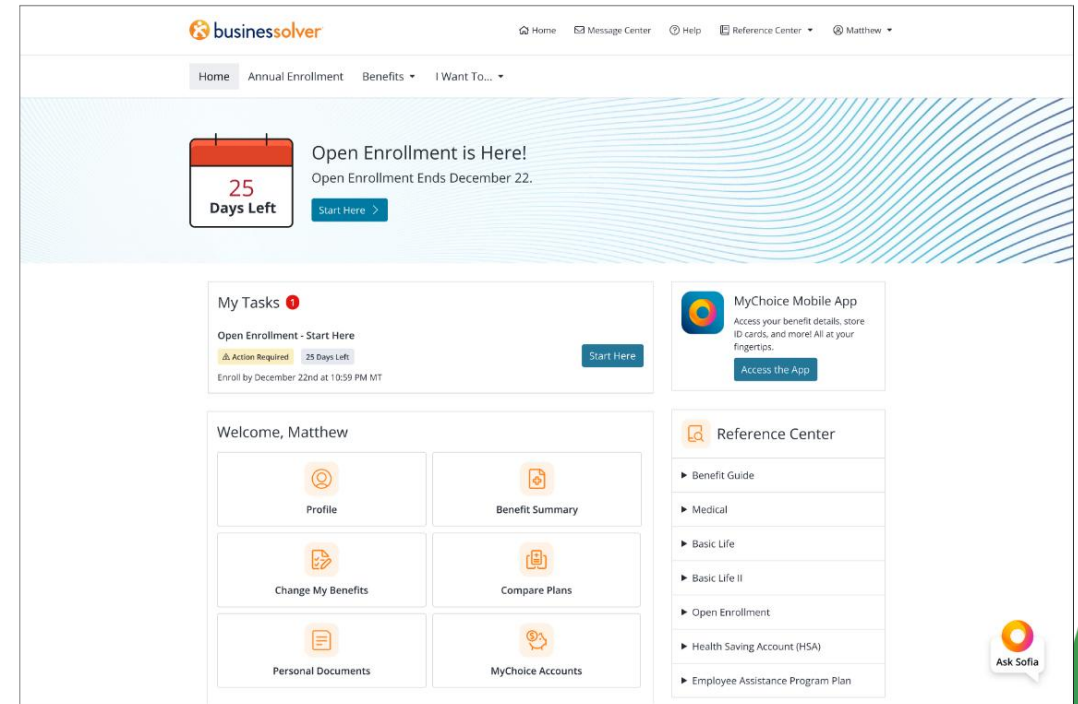 businessolver
Home Message Center Help Reference Center Matthew
Home Annual Enrollment Benefits I Want To...
25
Days Left
Open Enrollment is Here!
Open Enrollment Ends December 22.
Start Here
My Tasks 1
Open Enrollment - Start Here
Action Required 25 Days Left
Enroll by December 22nd at 10:59 PM MT
Start Here
MyChoice Mobile App
Access your benefit details, store
ID cards, and more! All at your
fingertips.
Access the App
Welcome, Matthew
Profile
Benefit Summary
Change My Benefits
Compare Plans
Personal Documents
MyChoice Accounts
Reference Center
Benefit Guide
Medical
Basic Life
Basic Life II
Open Enrollment
Health Saving Account (HSA)
Employee Assistance Program Plan
Ask Sofia